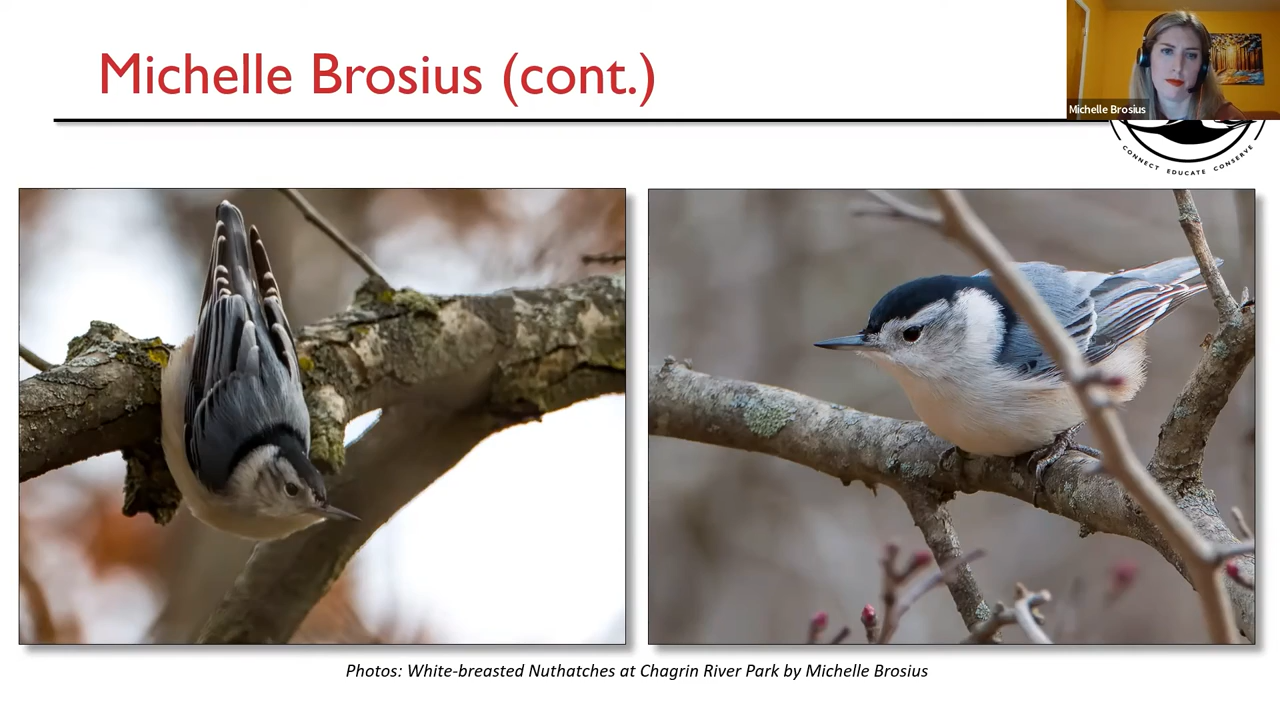 Michelle Brosius (cont.)
Michelle Brosius
CONNECT EDUCATE CONSERVE
Photos: White-breasted Nuthatches at Chagrin River Park by Michelle Brosius